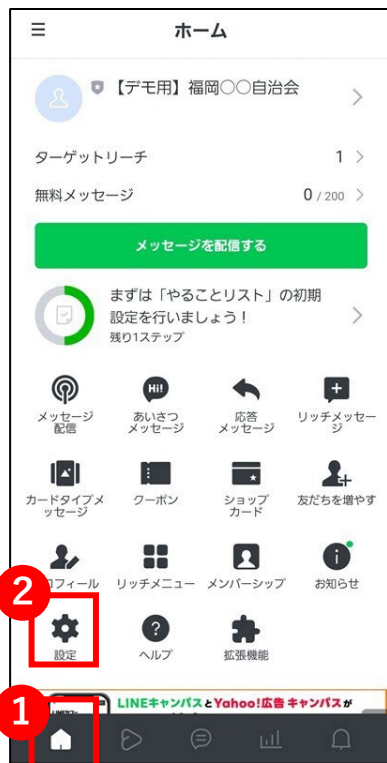 ホーム
【デモ用】福岡〇〇自治会
ターゲットリーチ 1
無料メッセージ 0 / 200
メッセージを配信する
まずは「やることリスト」の初期
設定を行いましょう！
残り1ステップ
メッセージ
配信
Hi!
あいさつ
メッセージ
応答
メッセージ
リッチメッセー
ジ
カードタイプメ
ッセージ
クーポン
ショップ
カード
友だちを増やす
ロフィール
リッチメニュー
メンバーシップ
お知らせ
2
設定
ヘルプ
拡張機能
1
LINEキャンパスとYahoo!広告 キャンパスが